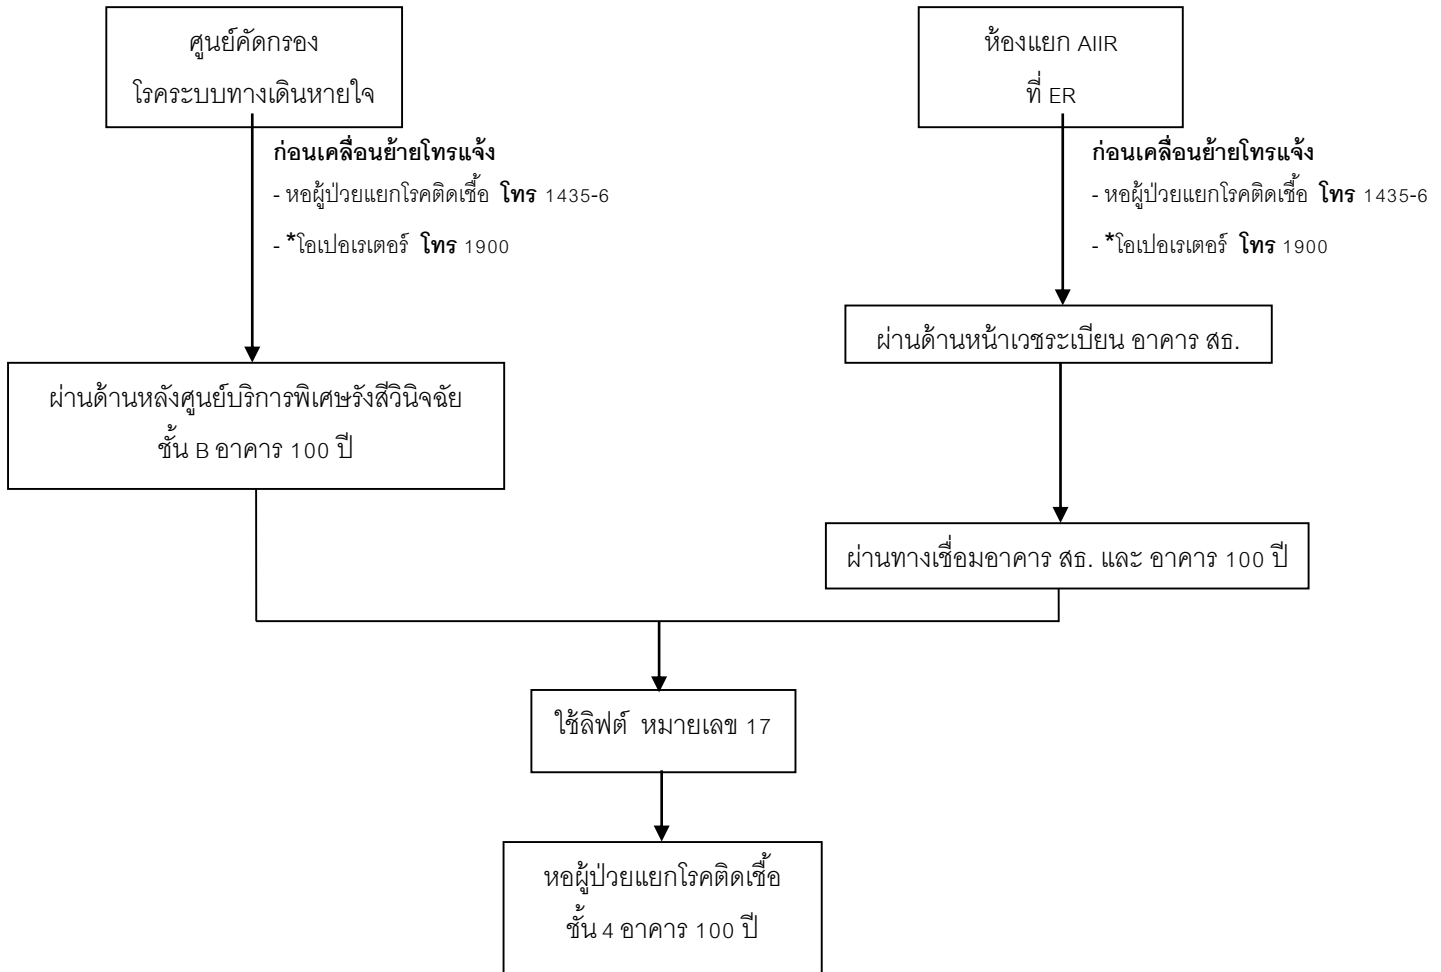 ศูนย์คัดกรอง
โรคระบบทางเดินหายใจ
ก่อนเคลื่อนย้ายโทรแจ้ง
- หอผู้ป่วยแยกโรคติดเชื้อ โทร 1435-6
- *โอเปอเรเตอร์ โทร 1900
ผ่านด้านหลังศูนย์บริการพิเศษรังสีวินิจฉัย
ชั้น B อาคาร 100 ปี
ห้องแยก AIIR
ที่ ER
ก่อนเคลื่อนย้ายโทรแจ้ง
- หอผู้ป่วยแยกโรคติดเชื้อ โทร 1435-6
- *โอเปอเรเตอร์ โทร 1900
ผ่านด้านหน้าเวชระเบียน อาคาร สธ.
ผ่านทางเชื่อมอาคาร สธ. และ อาคาร 100 ปี
ใช้ลิฟต์ หมายเลข 17
หอผู้ป่วยแยกโรคติดเชื้อ
ชั้น 4 อาคาร 100 ปี